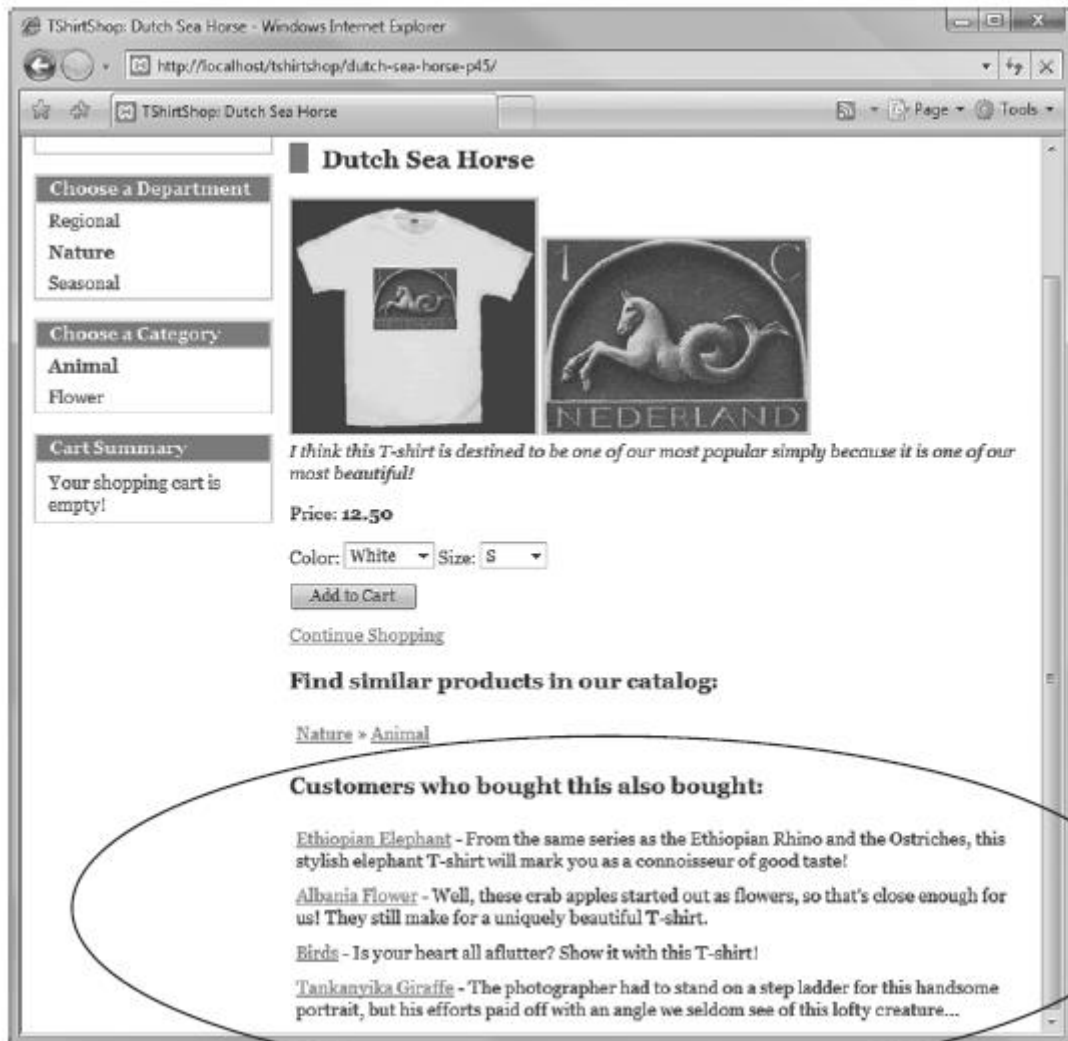 TShirtShop: Dutch Sea Horse - Windows Internet Explorer
http://localhost/tshirtshop/dutch-sea-horse-p45/
TShirtShop: Dutch Sea Horse
Page
Tools
Choose a Department
Regional
Nature
Seasonal
Choose a Category
Animal
Flower
Cart Summary
Your shopping cart is
empty!
Dutch Sea Horse
NEDERLAND
1 C
NEDERLAND
I think this T-shirt is destined to be one of our most popular simply because it is one of our
most beautiful!
Price: 12.50
Color: White Size: S
Add to Cart
Continue Shopping
Find similar products in our catalog:
Nature » Animal
Customers who bought this also bought:
Ethiopian Elephant - From the same series as the Ethiopian Rhino and the Ostriches, this
stylish elephant T-shirt will mark you as a connoisseur of good taste!
Albania Flower - Well, these crab apples started out as flowers, so that's close enough for
us! They still make for a uniquely beautiful T-shirt.
Birds - Is your heart all aflutter? Show it with this T-shirt!
Tankanyika Giraffe - The photographer had to stand on a step ladder for this handsome
portrait, but his efforts paid off with an angle we seldom see of this lofty creature...